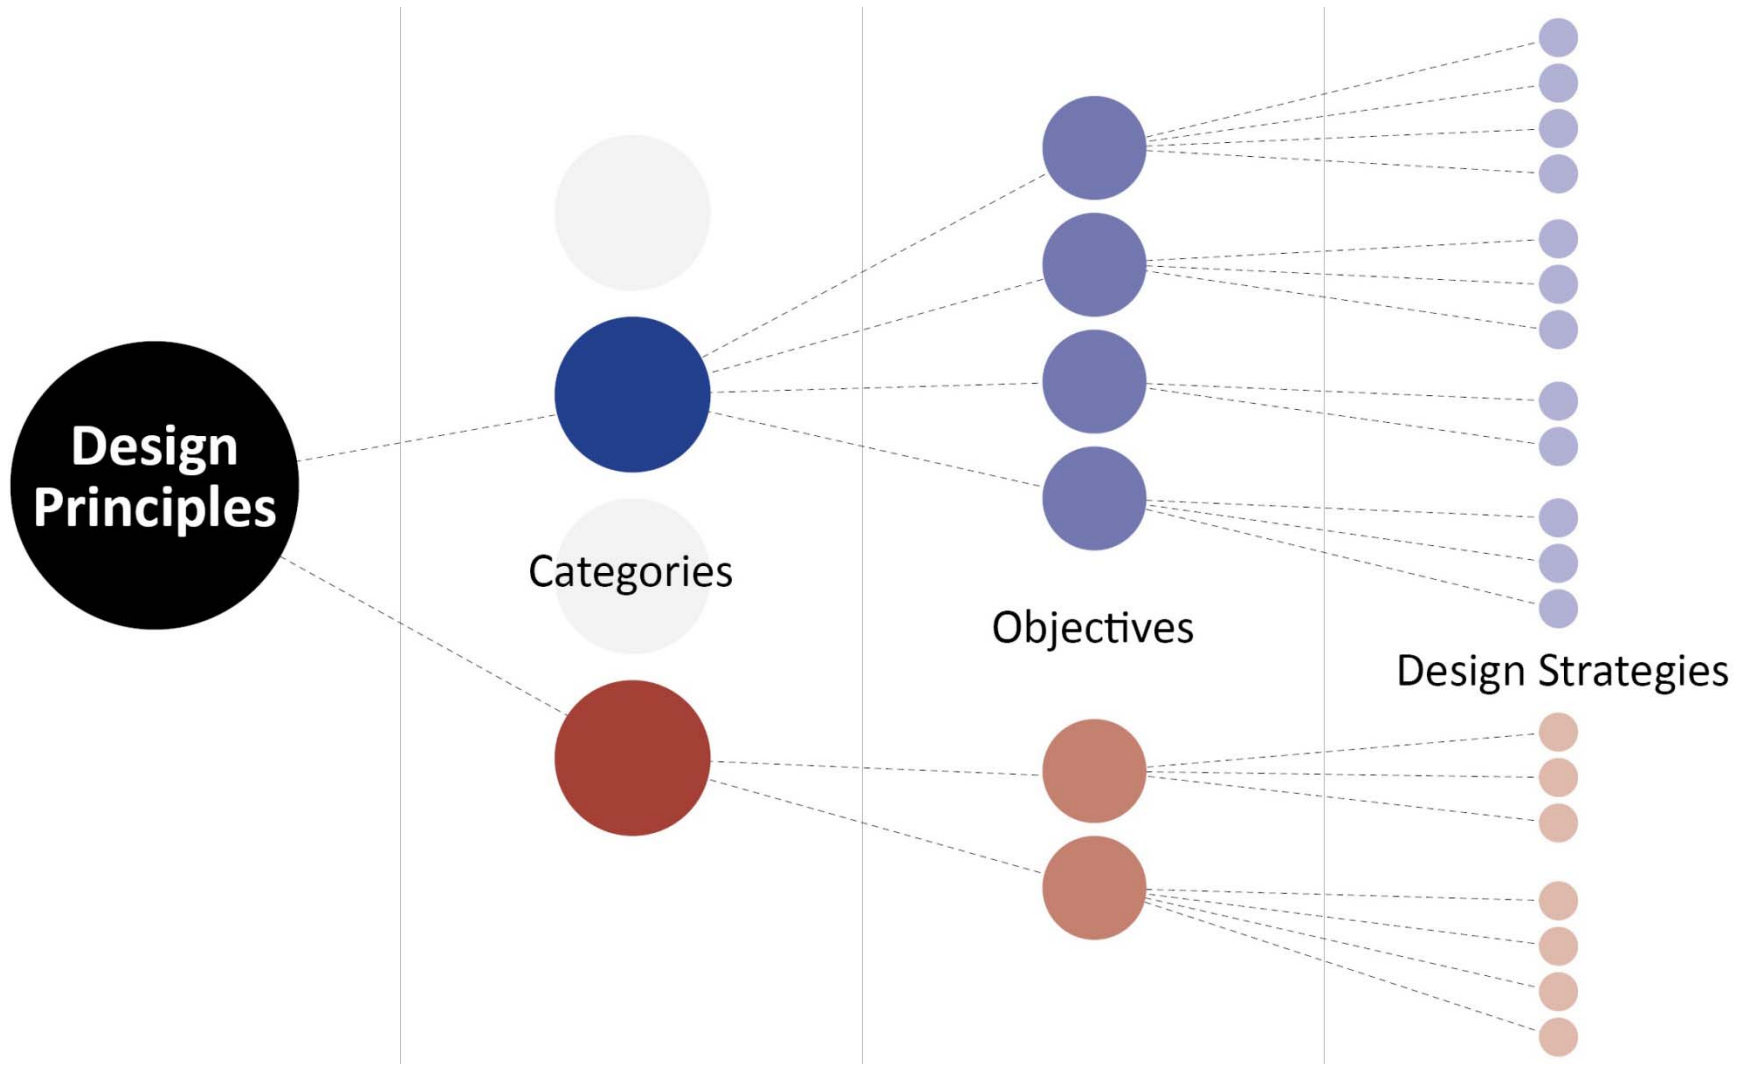 Design
Principles
Categories
Objectives
Design Strategies